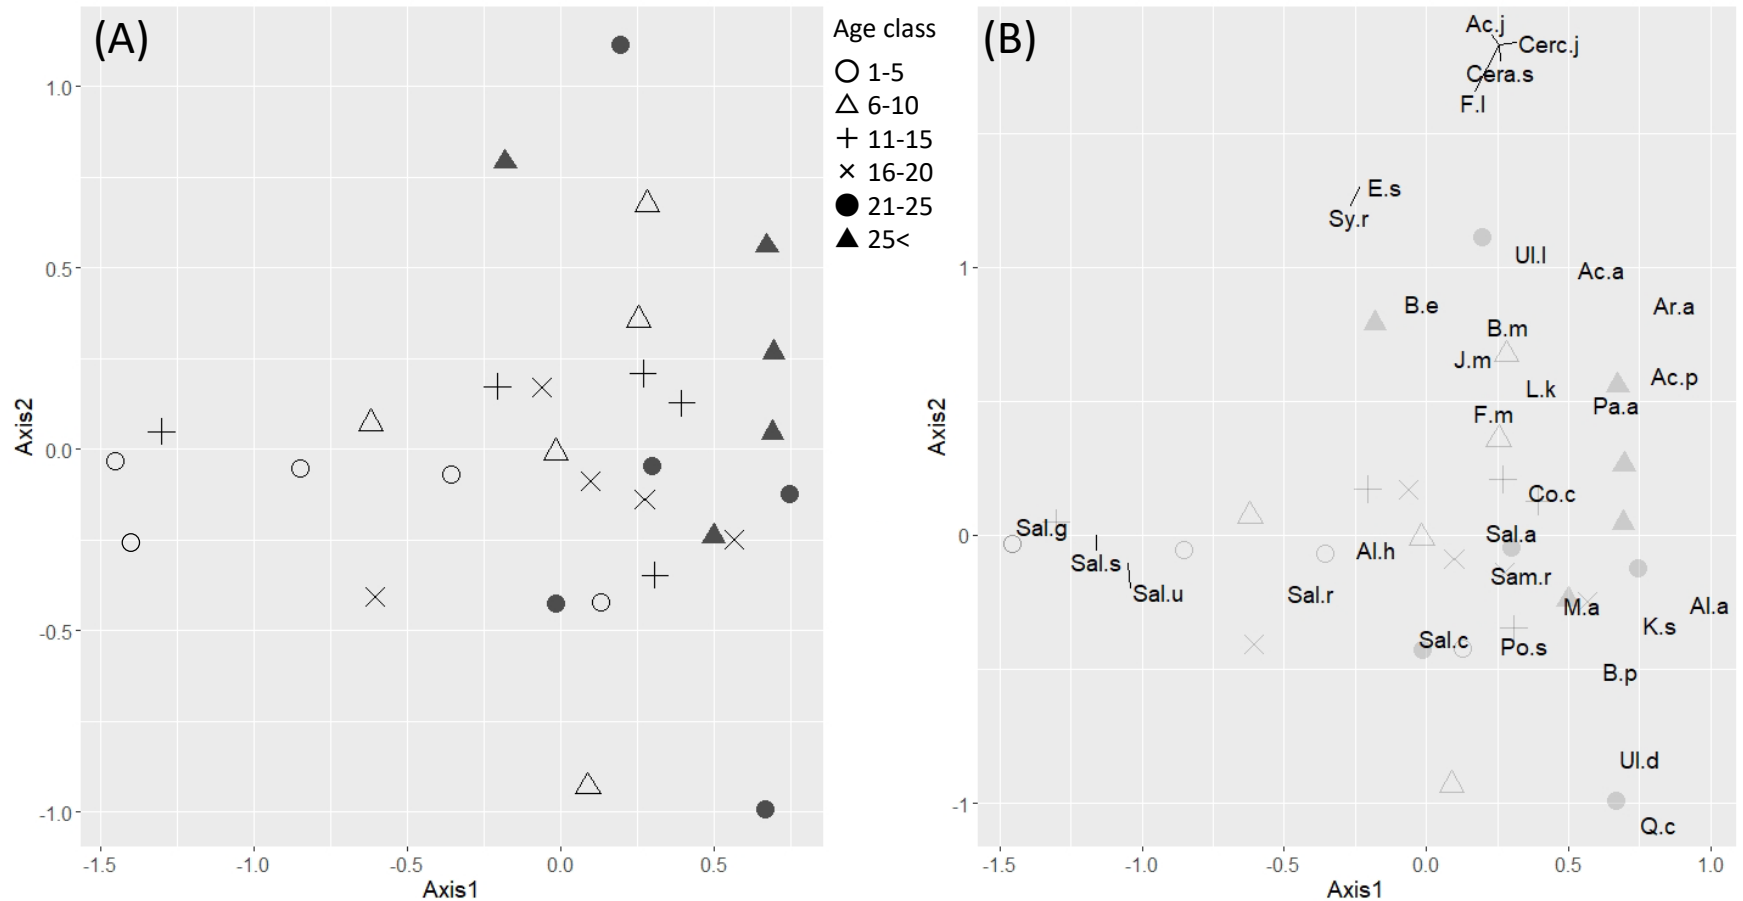 (A)
1.0
0.5
0.0
-0.5
-1.0
Axis2
-1.5
-1.0
-0.5
0.0
0.5
Axis1
Age class
1-5
6-10
11-15
16-20
21-25
25<
(B)
Ac.j
Cerc.j
Cera.s
F.l
E.s
Sy.r
Ul.l
Ac.a
B.e
Ar.a
B.m
J.m
Ac.p
L.k
Pa.a
F.m
Co.c
Sal.g
Sal.a
Al.h
Sal.s
Sam.r
Sal.u
Sal.r
M.a
Al.a
K.s
Sal.c
Po.s
B.p
Ul.d
Q.c
1
0
-1
Axis2
-1.5
-1.0
-0.5
0.0
0.5
1.0
Axis1